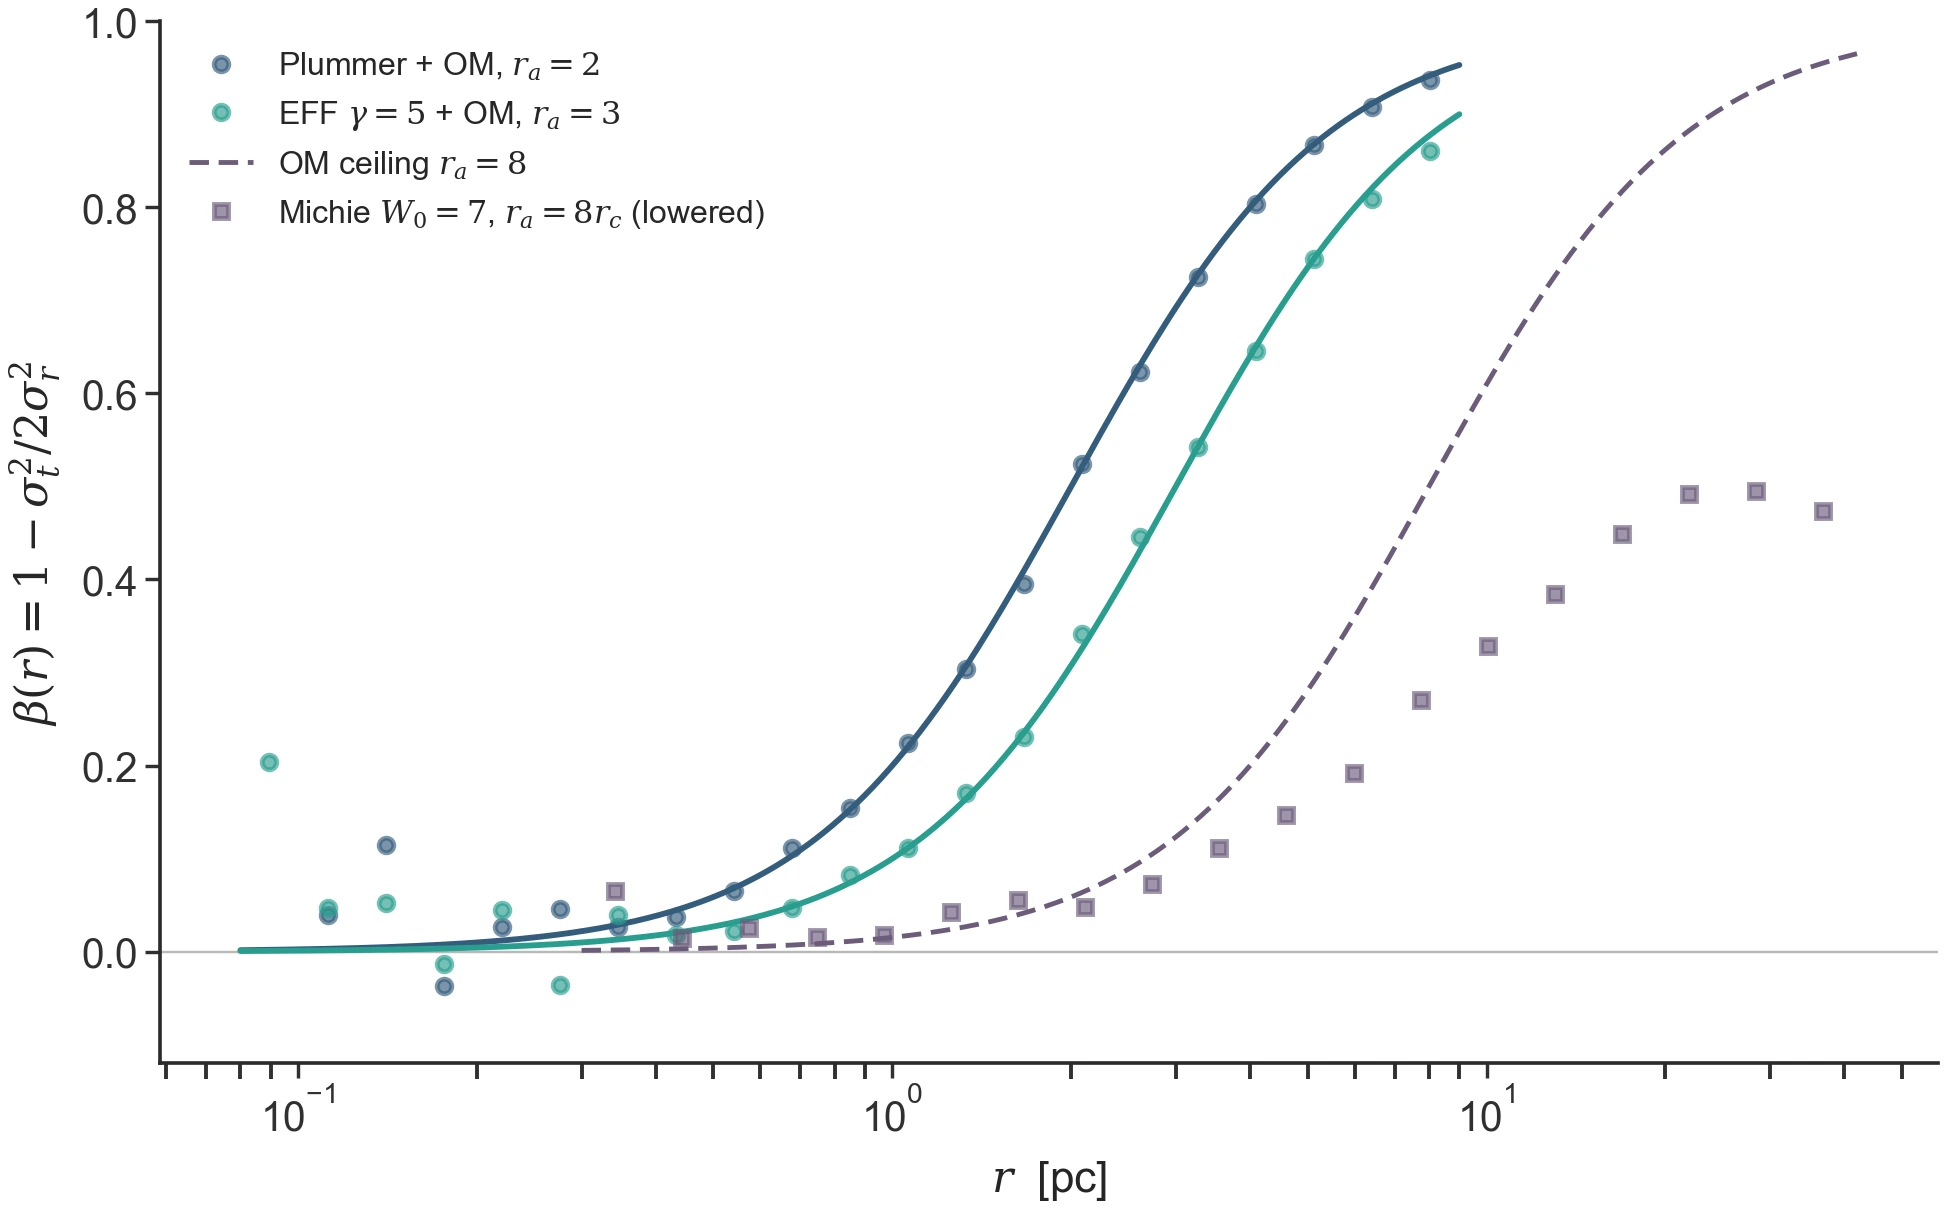 1.0
0.8
0.6
0.4
0.2
0.0
β(r) = 1 − σ_t^2/2σ_r^2
Plummer + OM, r_a = 2
EFF γ = 5 + OM, r_a = 3
OM ceiling r_a = 8
Michie W_0 = 7, r_a = 8r_c (lowered)
10^−1 10^0 10^1
r [pc]